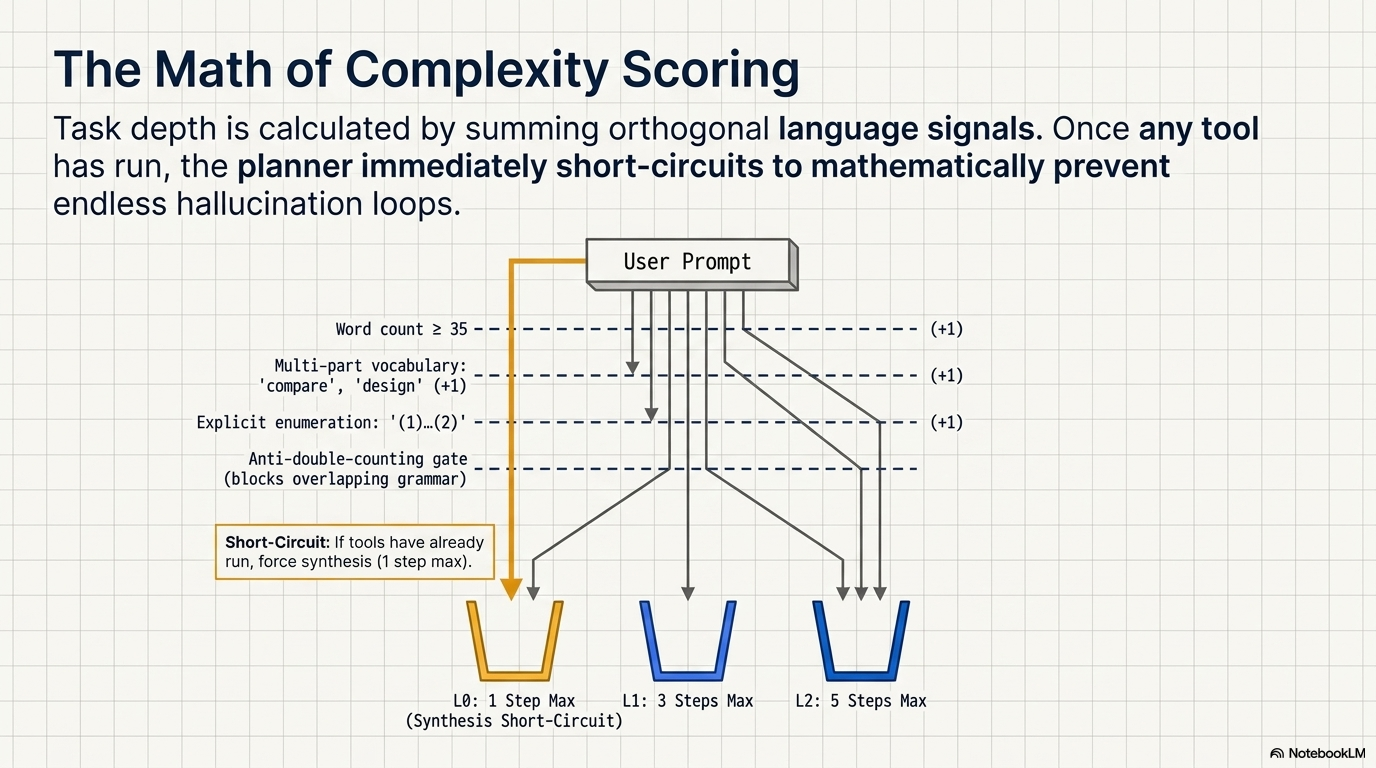 The Math of Complexity Scoring
Task depth is calculated by summing orthogonal language signals. Once any tool
has run, the planner immediately short-circuits to mathematically prevent
endless hallucination loops.
User Prompt
Word count ≥ 35
(+1)
Multi-part vocabulary:
'compare', 'design' (+1)
(+1)
Explicit enumeration: '(1)…(2)'
(+1)
Anti-double-counting gate
(blocks overlapping grammar)
Short-Circuit: If tools have already
run, force synthesis (1 step max).
L0: 1 Step Max
(Synthesis Short-Circuit)
L1: 3 Steps Max
L2: 5 Steps Max
NotebookLM